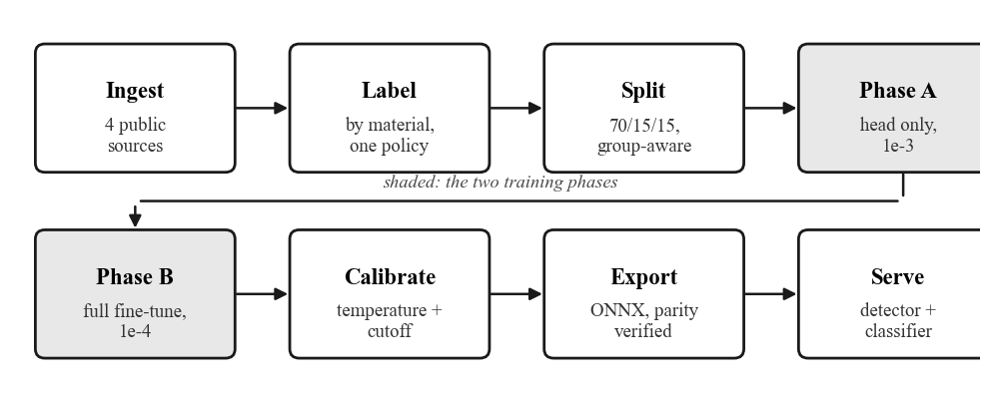 Ingest
4 public
sources
Label
by material,
one policy
Split
70/15/15,
group-aware
Phase A
head only,
1e-3
shaded: the two training phases
Phase B
full fine-tune,
1e-4
Calibrate
temperature +
cutoff
Export
ONNX, parity
verified
Serve
detector +
classifier